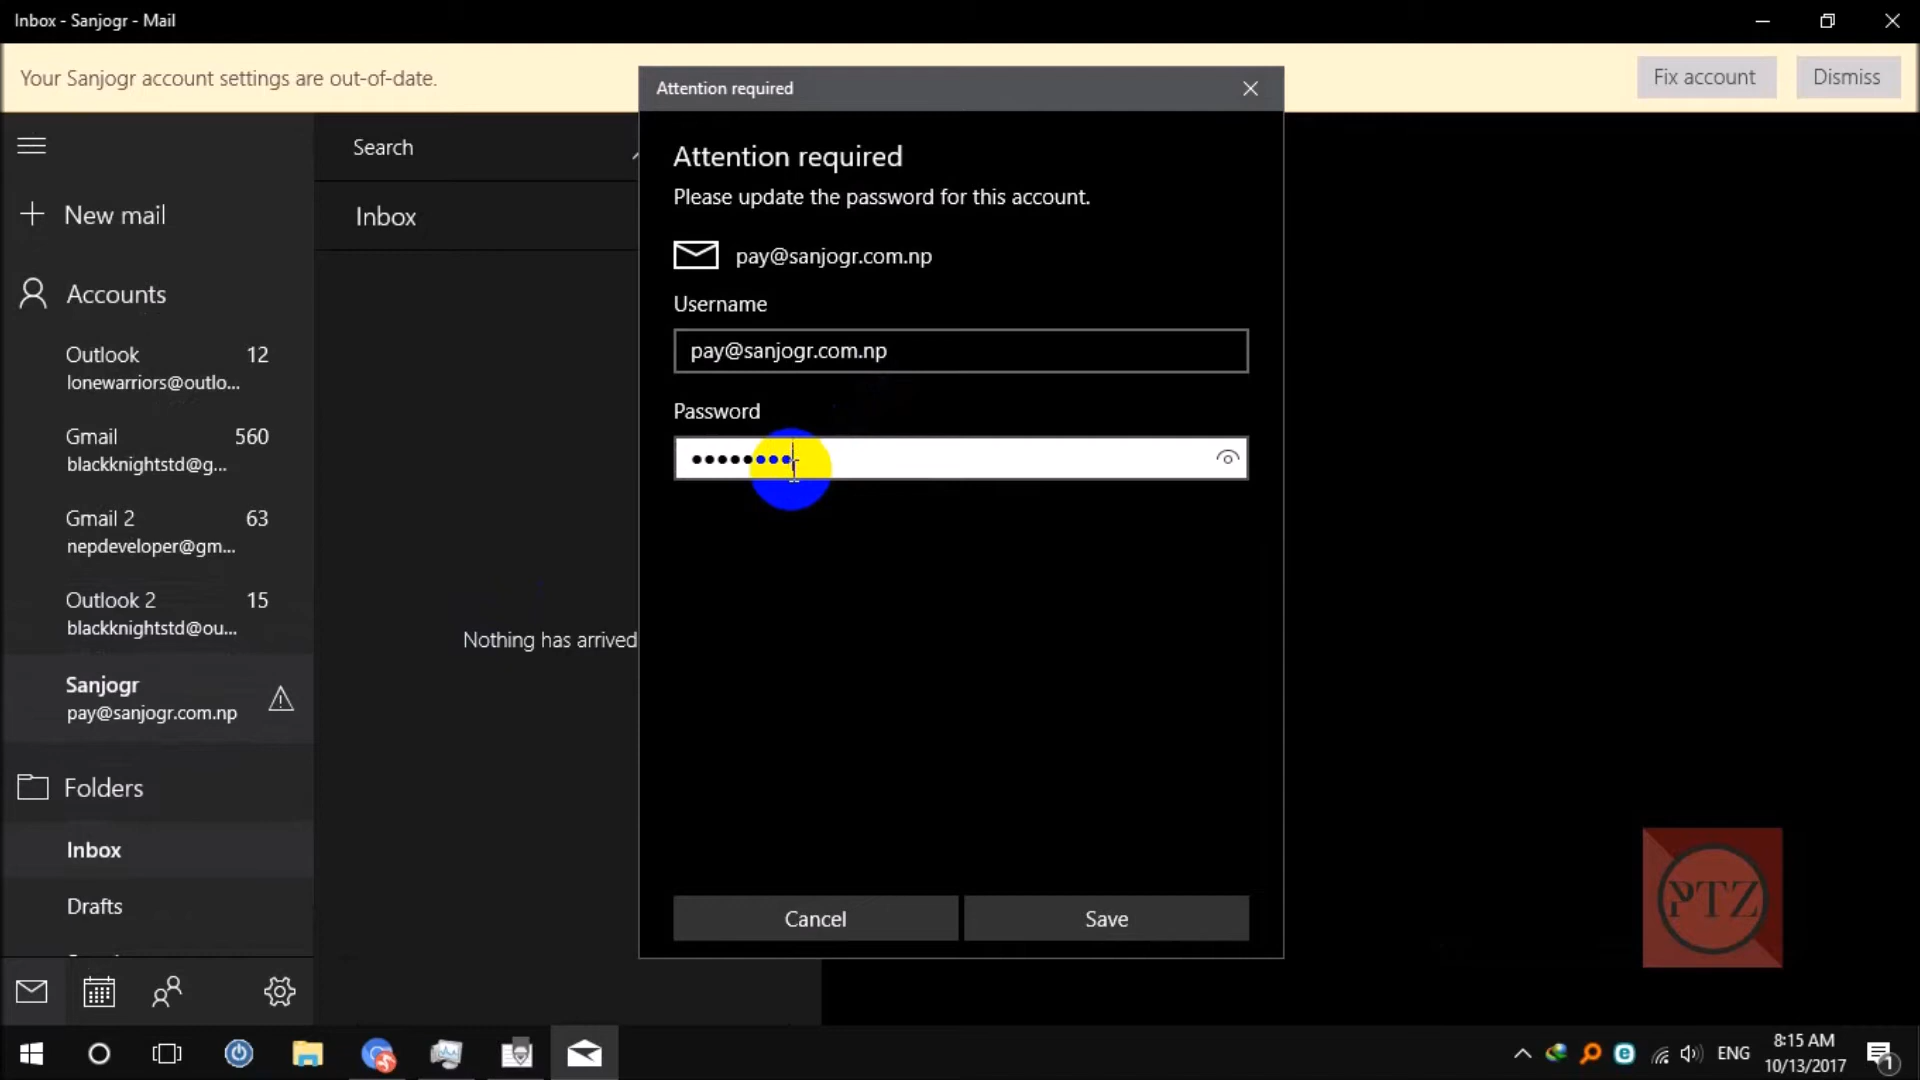 Inbox - Sanjogr - Mail
Your Sanjogr account settings are out-of-date.
Fix account
Dismiss
Attention required
Search
New mail
Inbox
Accounts
Outlook 12
lonewarriors@outlo...
Gmail 560
blackknightstd@g...
Gmail 2 63
nepdeveloper@gm...
Outlook 2 15
blackknightstd@ou...
Sanjogr
pay@sanjogr.com.np
Folders
Inbox
Drafts
Nothing has arrived
Attention required
Please update the password for this account.
pay@sanjogr.com.np
Username
pay@sanjogr.com.np
Password
Cancel
Save
PTZ
ENG
8:15 AM
10/13/2017
1